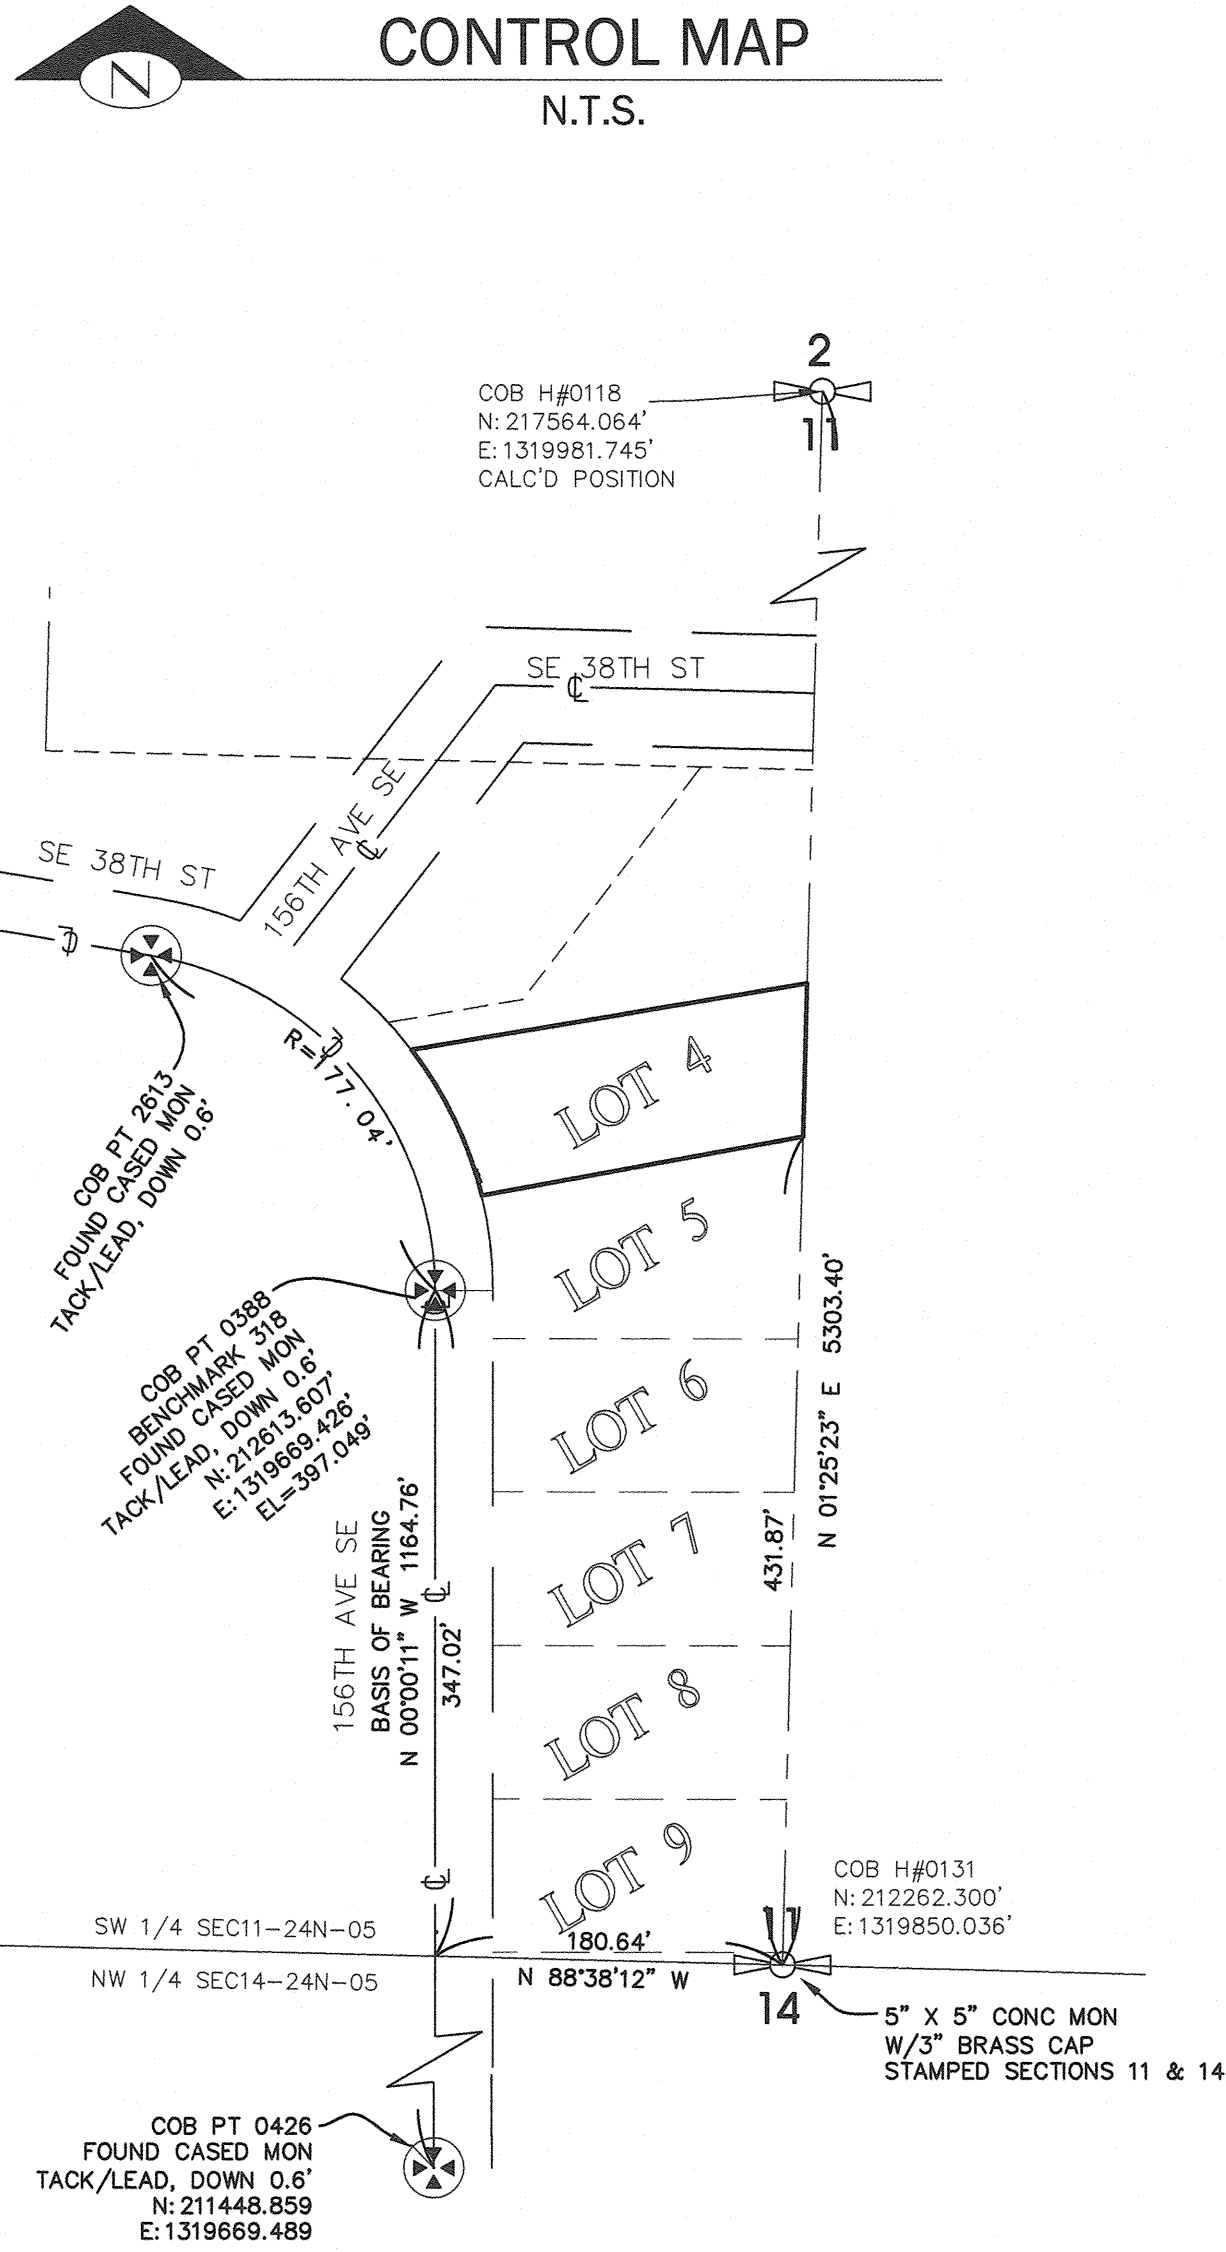 CONTROL MAP
N
N.T.S.
2
COB H#0118
N: 217564.064'
E: 1319981.745'
CALC'D POSITION
11
SE 38TH ST
156TH AVE SE
SE 38TH ST
R=177.04'
COB PT 2613
FOUND CASED MON
TACK/LEAD, DOWN 0.6'
LOT 4
LOT 5
COB PT 0388
BENCHMARK 318
FOUND CASED MON
TACK/LEAD, DOWN 0.6'
N: 212613.607'
E: 1319669.426'
EL=397.049'
N 01°25'23" E 5303.40'
LOT 6
431.87'
LOT 7
156TH AVE SE
BASIS OF BEARING
N 00°00'11" W 1164.76'
347.02'
LOT 8
LOT 9
COB H#0131
N: 212262.300'
E: 1319850.036'
11
SW 1/4 SEC11-24N-05
NW 1/4 SEC14-24N-05
180.64'
N 88°38'12" W
14
5" X 5" CONC MON
W/3" BRASS CAP
STAMPED SECTIONS 11 & 14
COB PT 0426
FOUND CASED MON
TACK/LEAD, DOWN 0.6'
N: 211448.859
E: 1319669.489